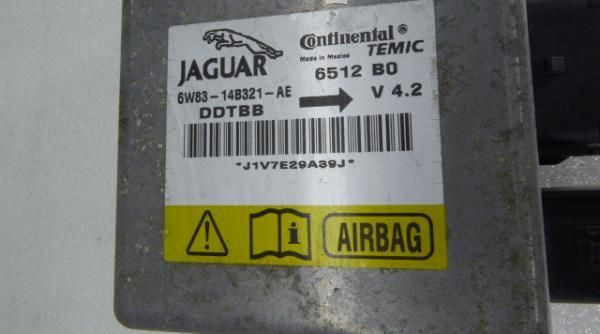 JAGUAR
Continental
TEMIC
Made in Mexico
6512 B0
6W83-14B321-AE
V 4.2
DDTBB
*J1V7E29A39J*
AIRBAG